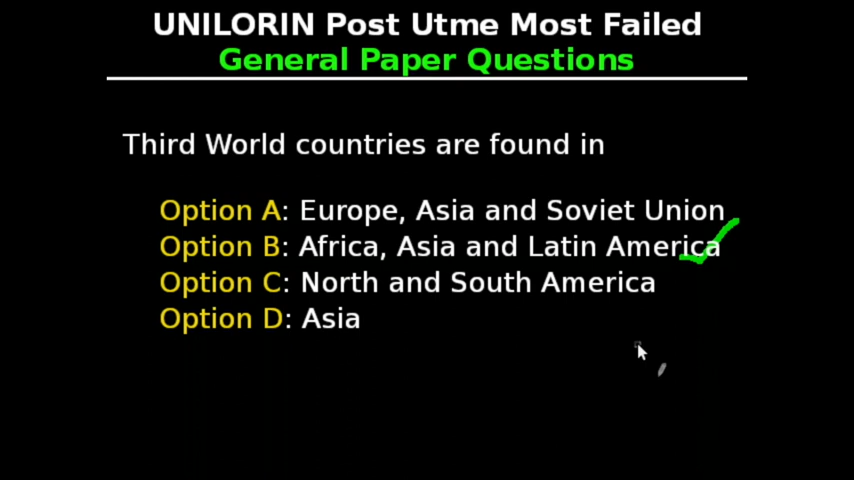 UNILORIN Post Utme Most Failed
General Paper Questions
Third World countries are found in
Option A: Europe, Asia and Soviet Union
Option B: Africa, Asia and Latin America
Option C: North and South America
Option D: Asia